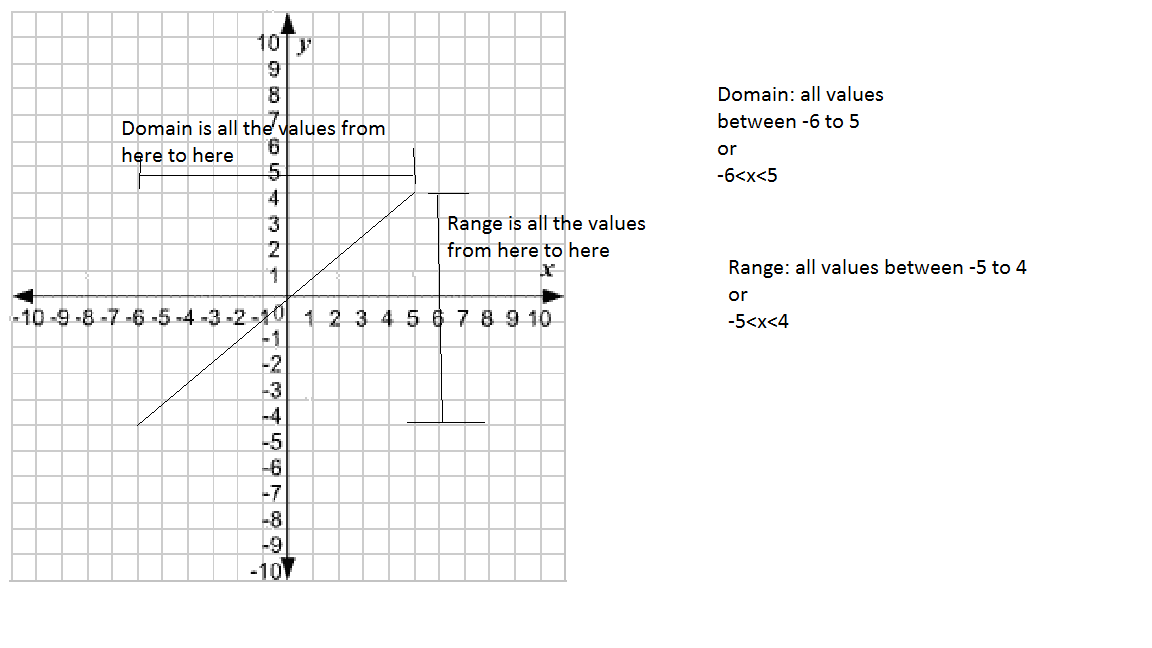 10 y
9
8
7
Domain is all the values from
6
here to here
5
4
3
Range is all the values
2
from here to here
1
x
-10 -9 -8 -7 -6 -5 -4 -3 -2 -1 0 1 2 3 4 5 6 7 8 9 10
-1
-2
-3
-4
-5
-6
-7
-8
-9
-10
Domain: all values
between -6 to 5
or
-6<x<5
Range: all values between -5 to 4
or
-5<x<4